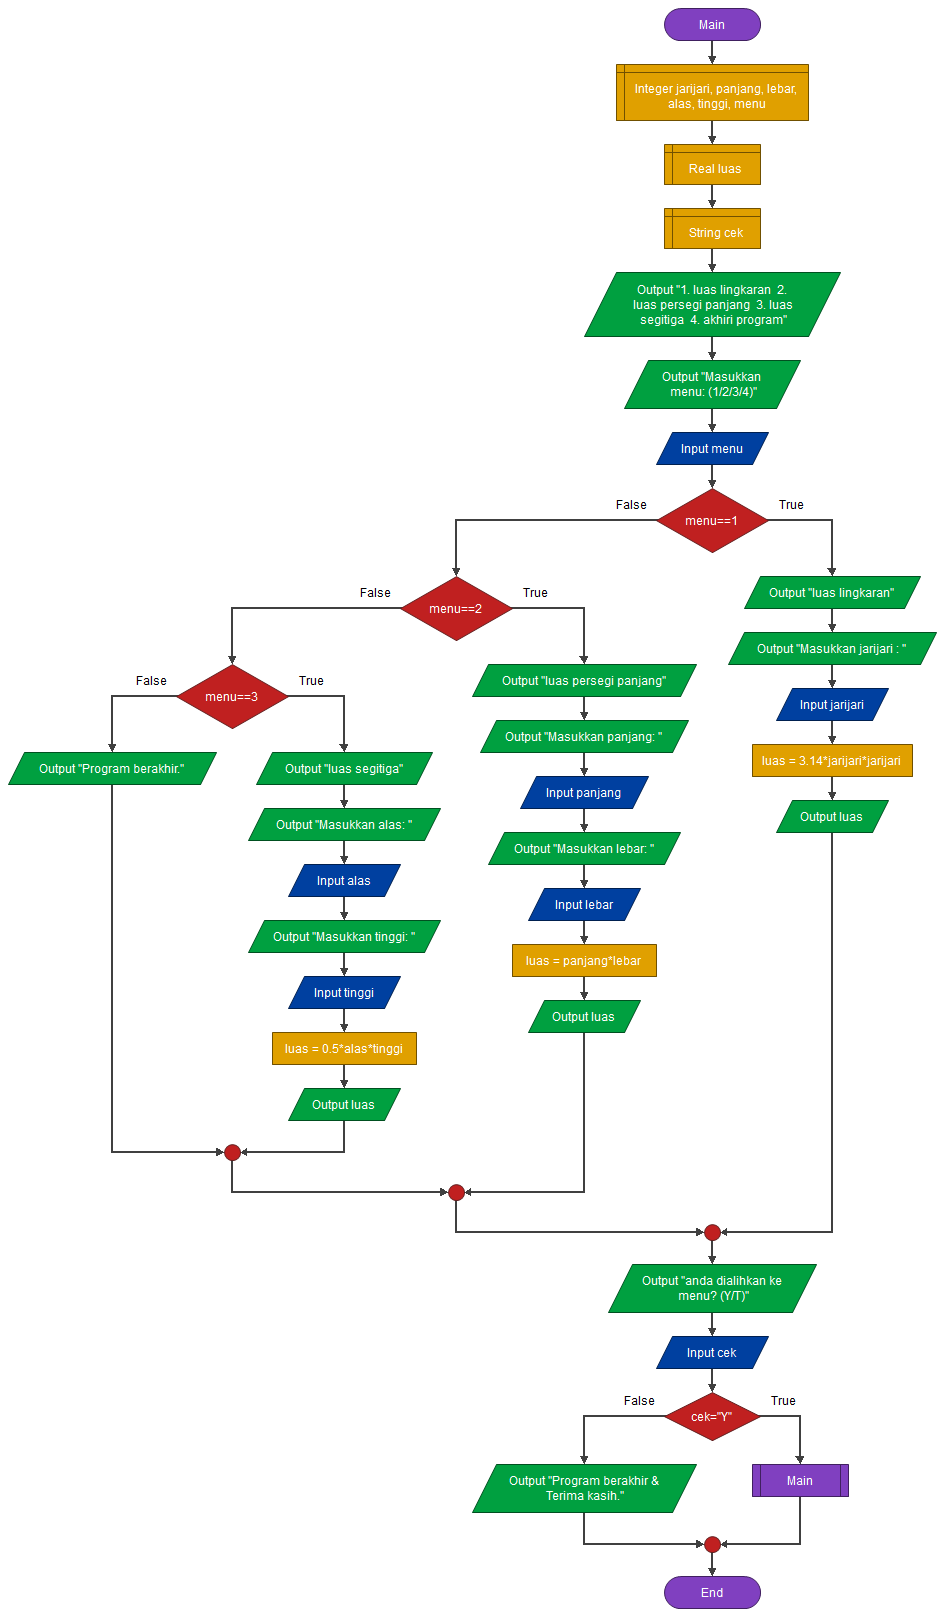 Main
Integer jarijari, panjang, lebar,
alas, tinggi, menu
Real luas
String cek
Output "1. luas lingkaran  2.
luas persegi panjang  3. luas
segitiga  4. akhiri program"
Output "Masukkan
menu: (1/2/3/4)"
Input menu
False
menu==1
True
False
menu==2
True
Output "luas lingkaran"
Output "Masukkan jarijari : "
Input jarijari
luas = 3.14*jarijari*jarijari
Output luas
False
menu==3
True
Output "luas persegi panjang"
Output "Masukkan panjang: "
Input panjang
Output "Masukkan lebar: "
Input lebar
luas = panjang*lebar
Output luas
Output "Program berakhir."
Output "luas segitiga"
Output "Masukkan alas: "
Input alas
Output "Masukkan tinggi: "
Input tinggi
luas = 0.5*alas*tinggi
Output luas
Output "anda dialihkan ke
menu? (Y/T)"
Input cek
False
cek="Y"
True
Output "Program berakhir &
Terima kasih."
Main
End